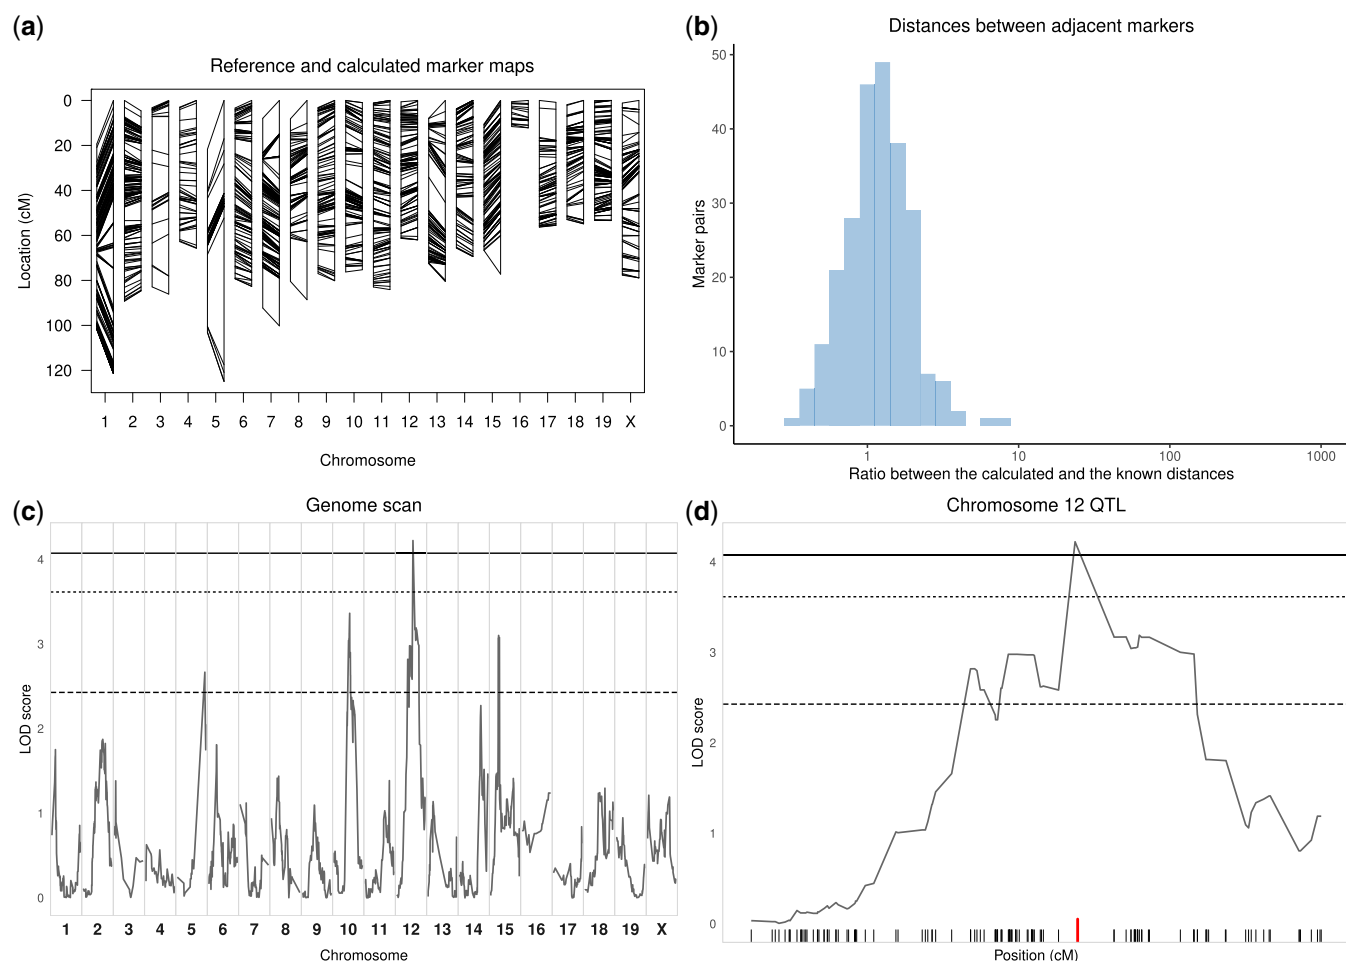 (a)
Reference and calculated marker maps
Location (cM)
0
20
40
60
80
100
120
1 2 3 4 5 6 7 8 9 10 11 12 13 14 15 16 17 18 19 X
Chromosome
(b)
Distances between adjacent markers
Marker pairs
50
40
30
20
10
0
1 10 100 1000
Ratio between the calculated and the known distances
(c)
Genome scan
LOD score
4
3
2
1
0
1 2 3 4 5 6 7 8 9 10 11 12 13 14 15 16 17 18 19 X
Chromosome
(d)
Chromosome 12 QTL
LOD score
4
3
2
1
0
Position (cM)